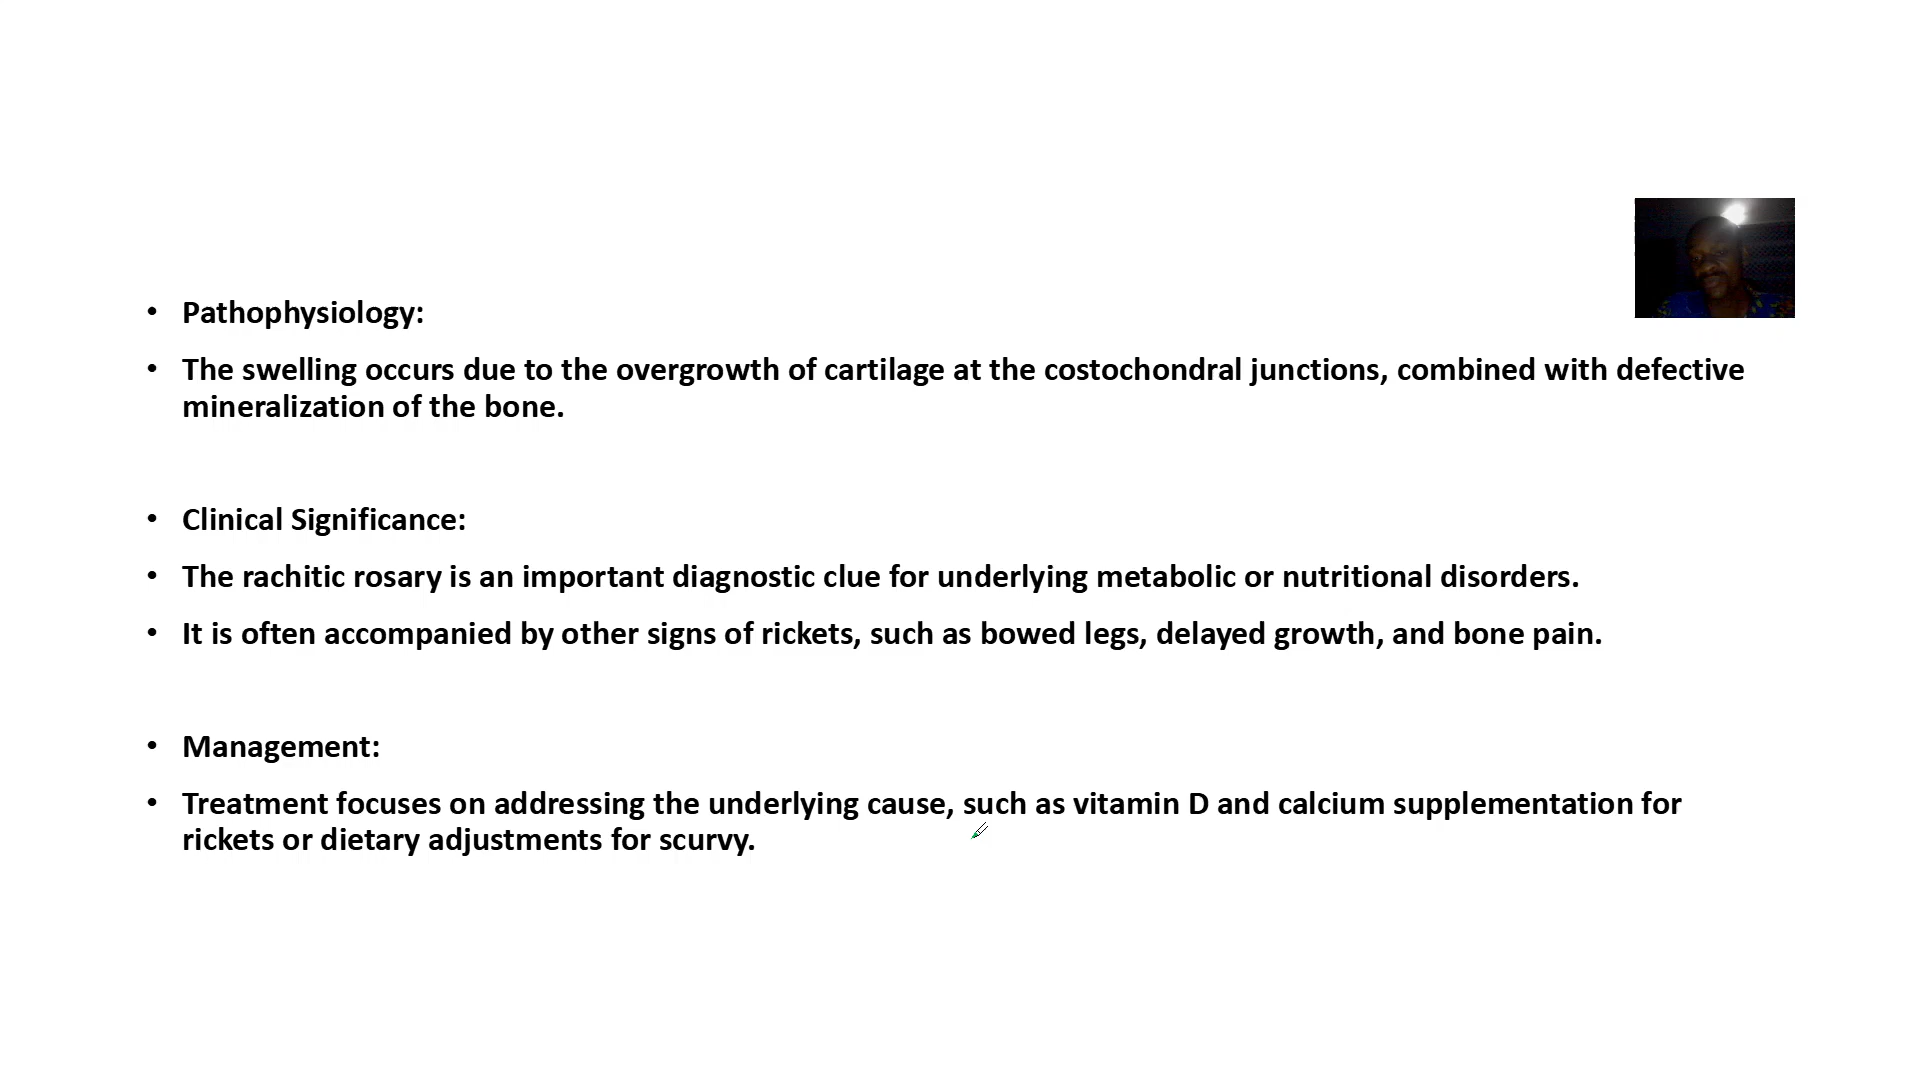 • Pathophysiology:
• The swelling occurs due to the overgrowth of cartilage at the costochondral junctions, combined with defective
mineralization of the bone.
• Clinical Significance:
• The rachitic rosary is an important diagnostic clue for underlying metabolic or nutritional disorders.
• It is often accompanied by other signs of rickets, such as bowed legs, delayed growth, and bone pain.
• Management:
• Treatment focuses on addressing the underlying cause, such as vitamin D and calcium supplementation for
rickets or dietary adjustments for scurvy.